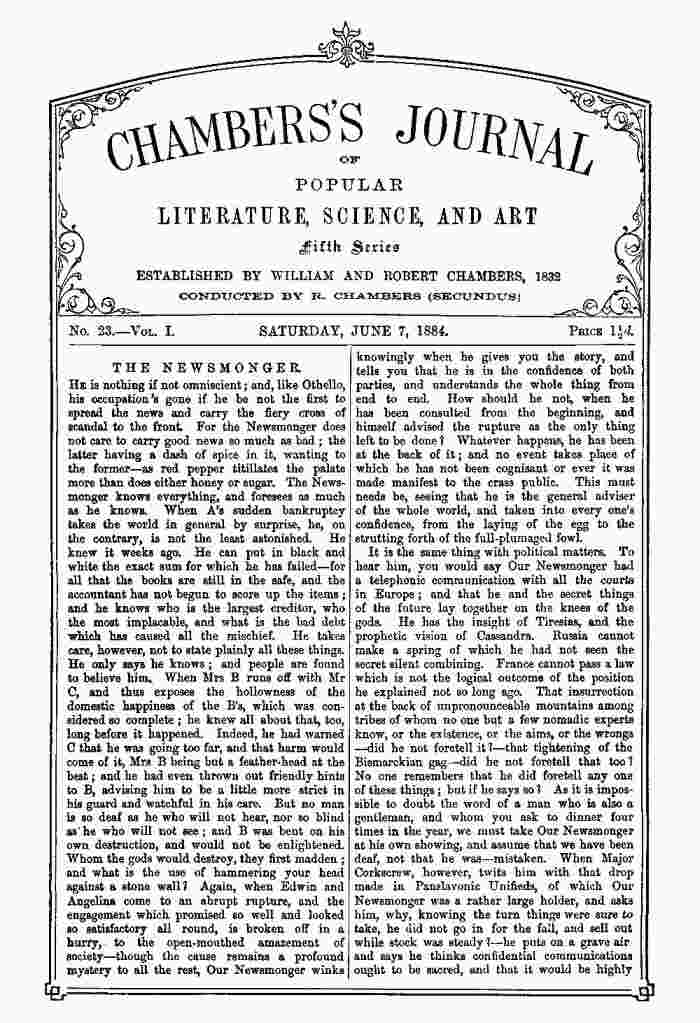 CHAMBERS'S JOURNAL
OF
POPULAR
LITERATURE, SCIENCE, AND ART
Fifth Series
ESTABLISHED BY WILLIAM AND ROBERT CHAMBERS, 1832
CONDUCTED BY R. CHAMBERS (SECUNDUS)
No. 23.—Vol. I.
SATURDAY, JUNE 7, 1884.
Price 1½d.
THE NEWSMONGER.
He is nothing if not omniscient; and, like Othello,
his occupation's gone if he be not the first to
spread the news and carry the fiery cross of
scandal to the front. For the Newsmonger does
not care to carry good news so much as bad; the
latter having a dash of spice in it, wanting to
the former—as red pepper titillates the palate
more than does either honey or sugar. The News-
monger knows everything, and foresees as much
as he knows. When A's sudden bankruptcy
takes the world in general by surprise, he, on
the contrary, is not the least astonished. He
knew it weeks ago. He can put in black and
white the exact sum for which he has failed—for
all that the books are still in the safe, and the
accountant has not begun to score up the items;
and he knows who is the largest creditor, who
the most implacable, and what is the bad debt
which has caused all the mischief. He takes
care, however, not to state plainly all these things.
He only says he knows; and people are found
to believe him. When Mrs B runs off with Mr
C, and thus exposes the hollowness of the
domestic happiness of the B's, which was con-
sidered so complete; he knew all about that, too,
long before it happened. Indeed, he had warned
C that he was going too far, and that harm would
come of it, Mrs B being but a feather-head at the
best; and he had even thrown out friendly hints
to B, advising him to be a little more strict in
his guard and watchful in his care. But no man
is so deaf as he who will not hear, nor so blind
as he who will not see; and B was bent on his
own destruction, and would not be enlightened.
Whom the gods would destroy, they first madden;
and what is the use of hammering your head
against a stone wall? Again, when Edwin and
Angelina come to an abrupt rupture, and the
engagement which promised so well and looked
so satisfactory all round, is broken off in a
hurry, to the open-mouthed amazement of
society—though the cause remains a profound
mystery to all the rest, Our Newsmonger winks
knowingly when he gives you the story, and
tells you that he is in the confidence of both
parties, and understands the whole thing from
end to end. How should he not, when he
has been consulted from the beginning, and
himself advised the rupture as the only thing
left to be done? Whatever happens, he has been
at the back of it; and no event takes place of
which he has not been cognisant or ever it was
made manifest to the crass public. This must
needs be, seeing that he is the general adviser
of the whole world, and taken into every one's
confidence, from the laying of the egg to the
strutting forth of the full-plumaged fowl.
It is the same thing with political matters. To
hear him, you would say Our Newsmonger had
a telephonic communication with all the courts
in Europe; and that he and the secret things
of the future lay together on the knees of the
gods. He has the insight of Tiresias, and the
prophetic vision of Cassandra. Russia cannot
make a spring of which he had not seen the
secret silent combining. France cannot pass a law
which is not the logical outcome of the position
he explained not so long ago. That insurrection
at the back of unpronounceable mountains among
tribes of whom no one but a few nomadic experts
know, or the existence, or the aims, or the wrongs
—did he not foretell it?—that tightening of the
Bismarckian gag—did he not foretell that too?
No one remembers that he did foretell any one
of these things; but if he says so? As it is impos-
sible to doubt the word of a man who is also a
gentleman, and whom you ask to dinner four
times in the year, we must take Our Newsmonger
at his own showing, and assume that we have been
deaf, not that he was—mistaken. When Major
Corkscrew, however, twits him with that drop
made in Panslavonic Unifieds, of which Our
Newsmonger was a rather large holder, and asks
him, why, knowing the turn things were sure to
take, he did not go in for the fall, and sell out
while stock was steady?—he puts on a grave air
and says he thinks confidential communications
ought to be sacred, and that it would be highly